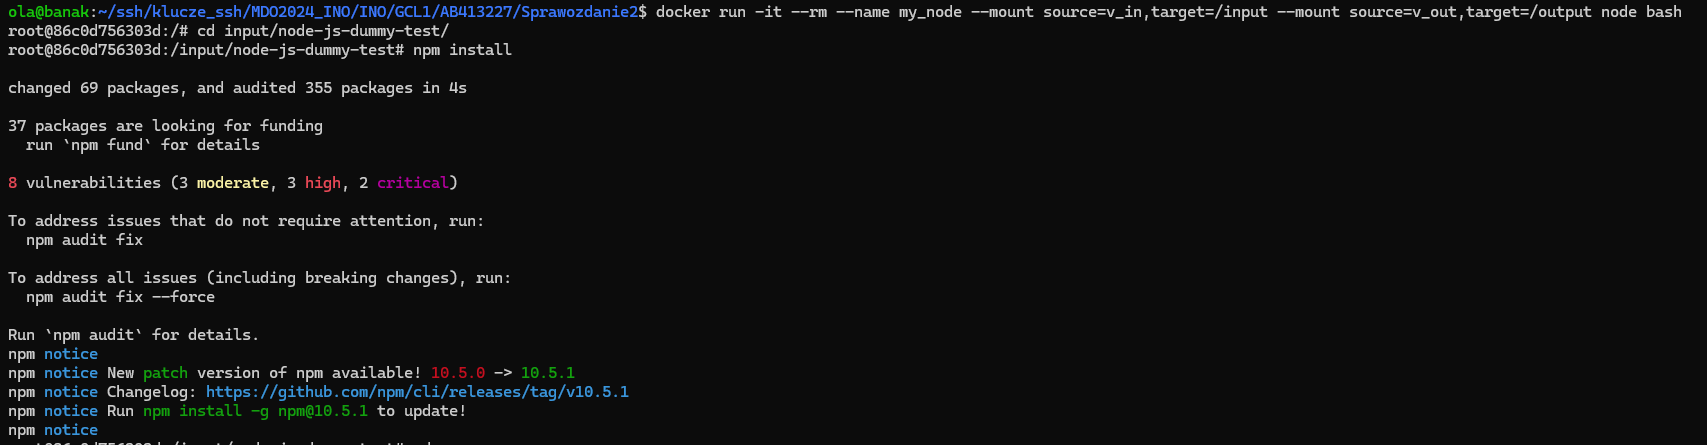 ola@banak:~/ssh/klucze_ssh/MDO2024_INO/INO/GCL1/AB413227/Sprawozdanie2$ docker run -it --rm --name my_node --mount source=v_in,target=/input --mount source=v_out,target=/output node bash
root@86c0d756303d:/# cd input/node-js-dummy-test/
root@86c0d756303d:/input/node-js-dummy-test# npm install
changed 69 packages, and audited 355 packages in 4s
37 packages are looking for funding
run `npm fund` for details
8 vulnerabilities (3 moderate, 3 high, 2 critical)
To address issues that do not require attention, run:
npm audit fix
To address all issues (including breaking changes), run:
npm audit fix --force
Run `npm audit` for details.
npm notice
npm notice New patch version of npm available! 10.5.0 -> 10.5.1
npm notice Changelog: https://github.com/npm/cli/releases/tag/v10.5.1
npm notice Run npm install -g npm@10.5.1 to update!
npm notice